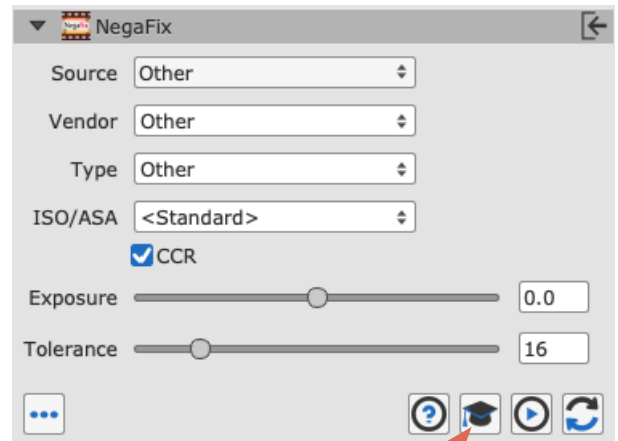 NegaFix
Source Other
Vendor Other
Type Other
ISO/ASA <Standard>
CCR
Exposure 0.0
Tolerance 16